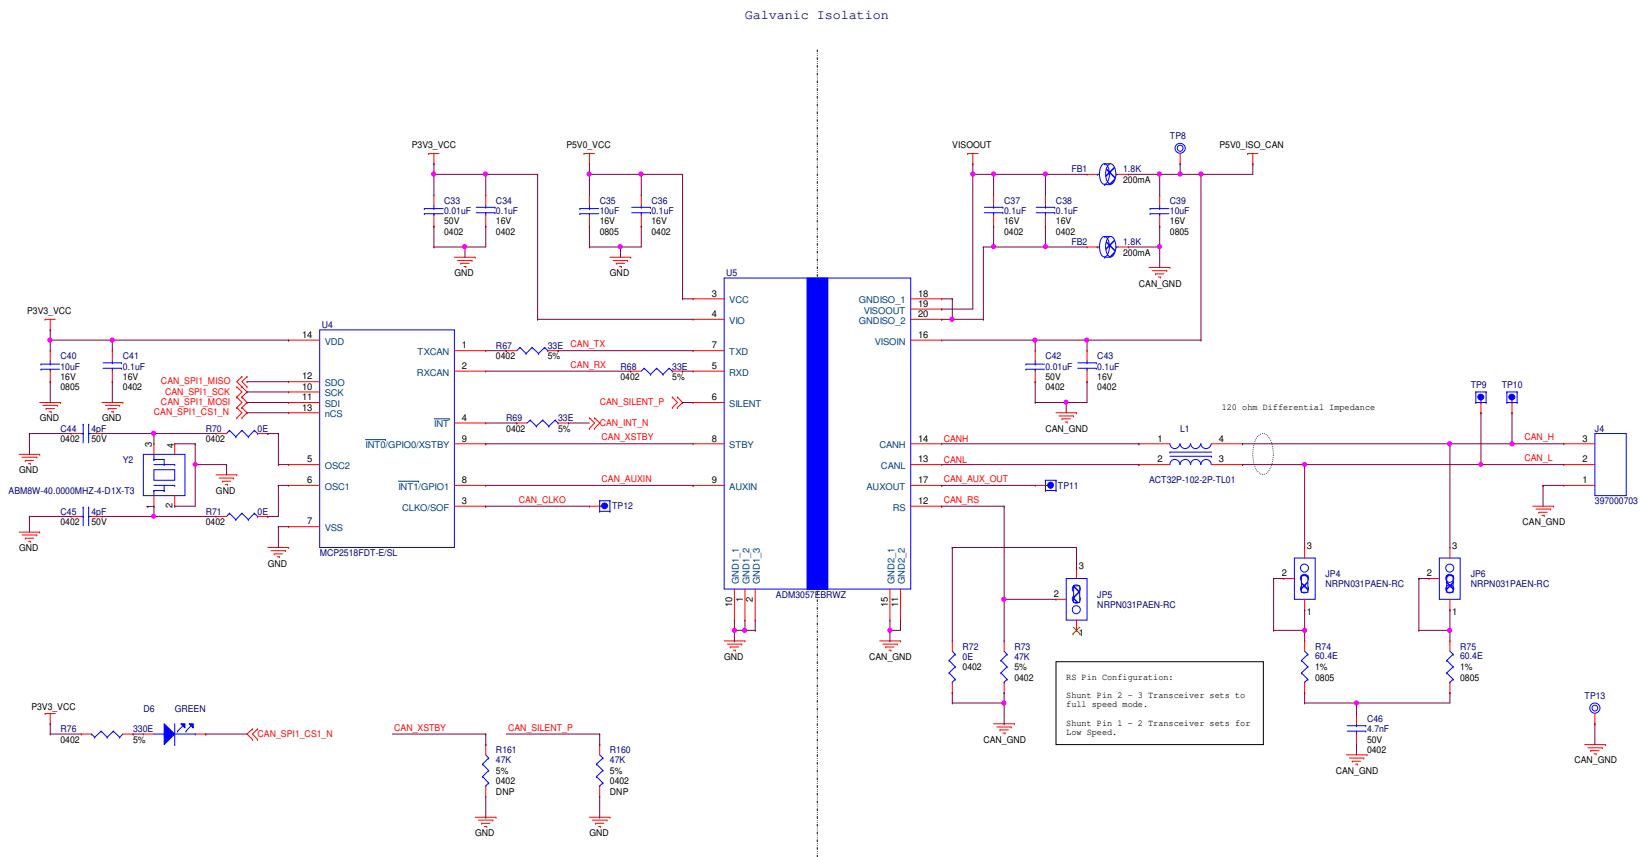 Galvanic Isolation
P3V3_VCC
C33
0.01uF
50V
0402
C34
0.1uF
16V
0402
GND
P5V0_VCC
C35
10uF
16V
0805
C36
0.1uF
16V
0402
GND
VISOOUT
C37
0.1uF
16V
0402
C38
0.1uF
16V
0402
FB1
1.8K
200mA
FB2
1.8K
200mA
TP8
P5V0_ISO_CAN
C39
10uF
16V
0805
CAN_GND
U5
3
VCC
4
VIO
7
TXD
5
RXD
6
SILENT
8
STBY
9
AUXIN
GND1_1
GND1_2
GND1_3
10
1
2
GND
GNDISO_1
18
VISOOUT
19
GNDISO_2
20
VISOIN
16
CANH
14
CANL
13
AUXOUT
17
RS
12
GND2_1
GND2_2
15
11
CAN_GND
ADM3057EBRWZ
P3V3_VCC
C40
10uF
16V
0805
C41
0.1uF
16V
0402
GND
GND
U4
14
VDD
12
SDO
10
SCK
11
SDI
13
nCS
5
OSC2
6
OSC1
7
VSS
TXCAN
1
RXCAN
2
INT
4
INT0/GPIO0/XSTBY
9
INT1/GPIO1
8
CLKO/SOF
3
MCP2518FDT-E/SL
CAN_SPI1_MISO
CAN_SPI1_SCK
CAN_SPI1_MOSI
CAN_SPI1_CS1_N
C44
4pF
0402
50V
GND
R70
0E
0402
Y2
3
4
1
2
GND
ABM8W-40.0000MHZ-4-D1X-T3
C45
4pF
0402
50V
GND
R71
0E
0402
GND
R67
33E
0402
5%
CAN_TX
CAN_RX
R68
33E
0402
5%
CAN_SILENT_P
R69
33E
0402
5%
CAN_INT_N
CAN_XSTBY
CAN_AUXIN
CAN_CLKO
TP12
C42
0.01uF
50V
0402
C43
0.1uF
16V
0402
CAN_GND
CANH
CANL
CAN_AUX_OUT
TP11
CAN_RS
L1
1
4
2
3
ACT32P-102-2P-TL01
120 ohm Differential Impedance
TP9
TP10
CAN_H
CAN_L
J4
3
2
1
397000703
CAN_GND
3
2
1
JP5
NRPN031PAEN-RC
R72
0E
0402
R73
47K
5%
0402
CAN_GND
RS Pin Configuration:
Shunt Pin 2 - 3 Transceiver sets to
full speed mode.
Shunt Pin 1 - 2 Transceiver sets for
Low Speed.
3
2
1
JP4
NRPN031PAEN-RC
3
2
1
JP6
NRPN031PAEN-RC
R74
60.4E
1%
0805
R75
60.4E
1%
0805
C46
4.7nF
50V
0402
CAN_GND
TP13
CAN_GND
P3V3_VCC
R76
330E
0402
5%
D6
GREEN
CAN_SPI1_CS1_N
CAN_XSTBY
R161
47K
5%
0402
DNP
GND
CAN_SILENT_P
R160
47K
5%
0402
DNP
GND